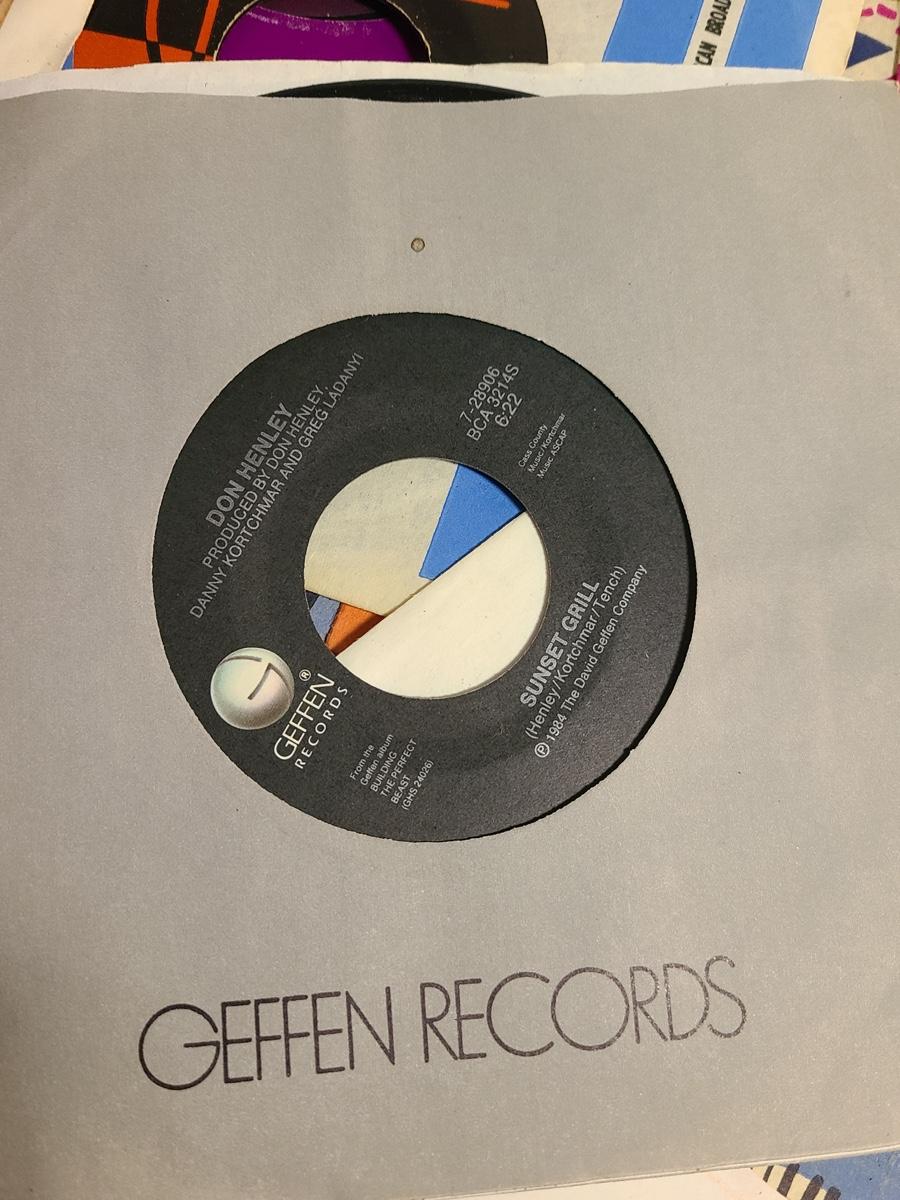 CAN BROAD
DON HENLEY
PRODUCED BY DON HENLEY,
DANNY KORTCHMAR AND GREG LADANYI
7-28906
BCA 3214S
6:22
Cass County
Music/Kortchmar
Music ASCAP
GEFFEN®
RECORDS
From the
Geffen album
BUILDING
THE PERFECT
BEAST
(GHS 24026)
SUNSET GRILL
(Henley/Kortchmar/Tench)
℗ 1984 The David Geffen Company
GEFFEN RECORDS